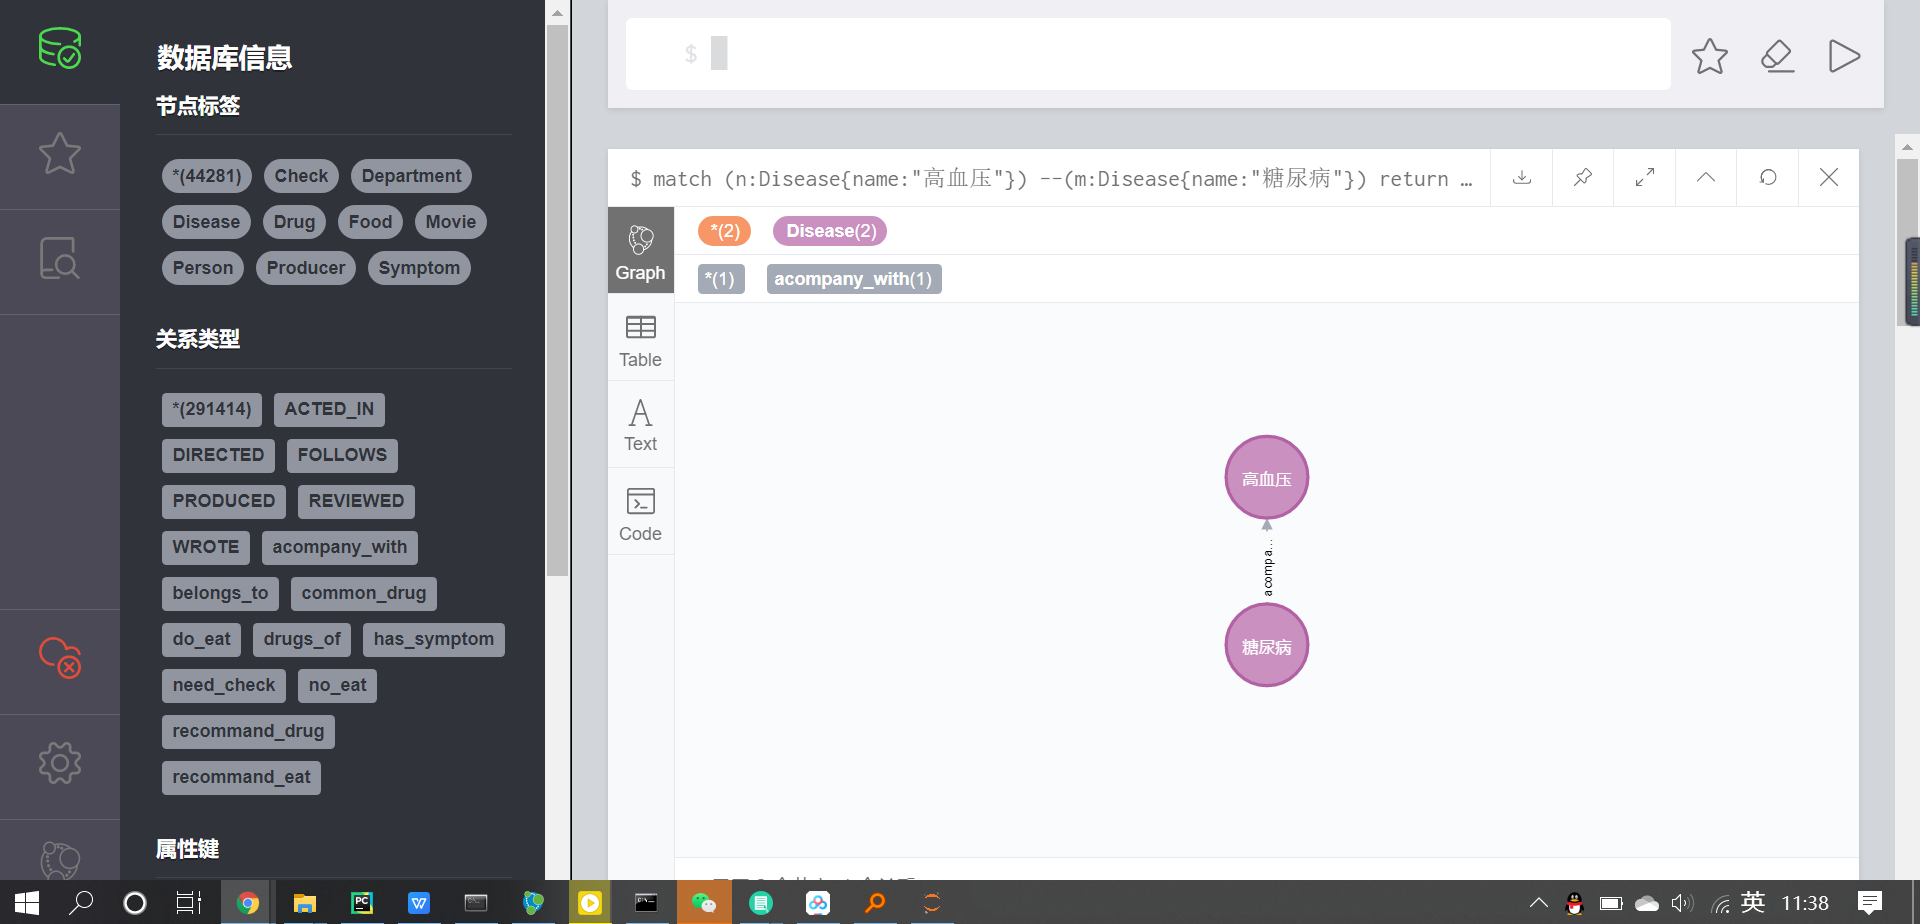 数据库信息
节点标签
*(44281) Check Department
Disease Drug Food Movie
Person Producer Symptom
关系类型
*(291414) ACTED_IN
DIRECTED FOLLOWS
PRODUCED REVIEWED
WROTE acompany_with
belongs_to common_drug
do_eat drugs_of has_symptom
need_check no_eat
recommand_drug
recommand_eat
属性键
$
$ match (n:Disease{name:"高血压"}) --(m:Disease{name:"糖尿病"}) return …
*(2) Disease(2)
*(1) acompany_with(1)
Graph
Table
Text
Code
高血压
acompa…
糖尿病
英 11:38